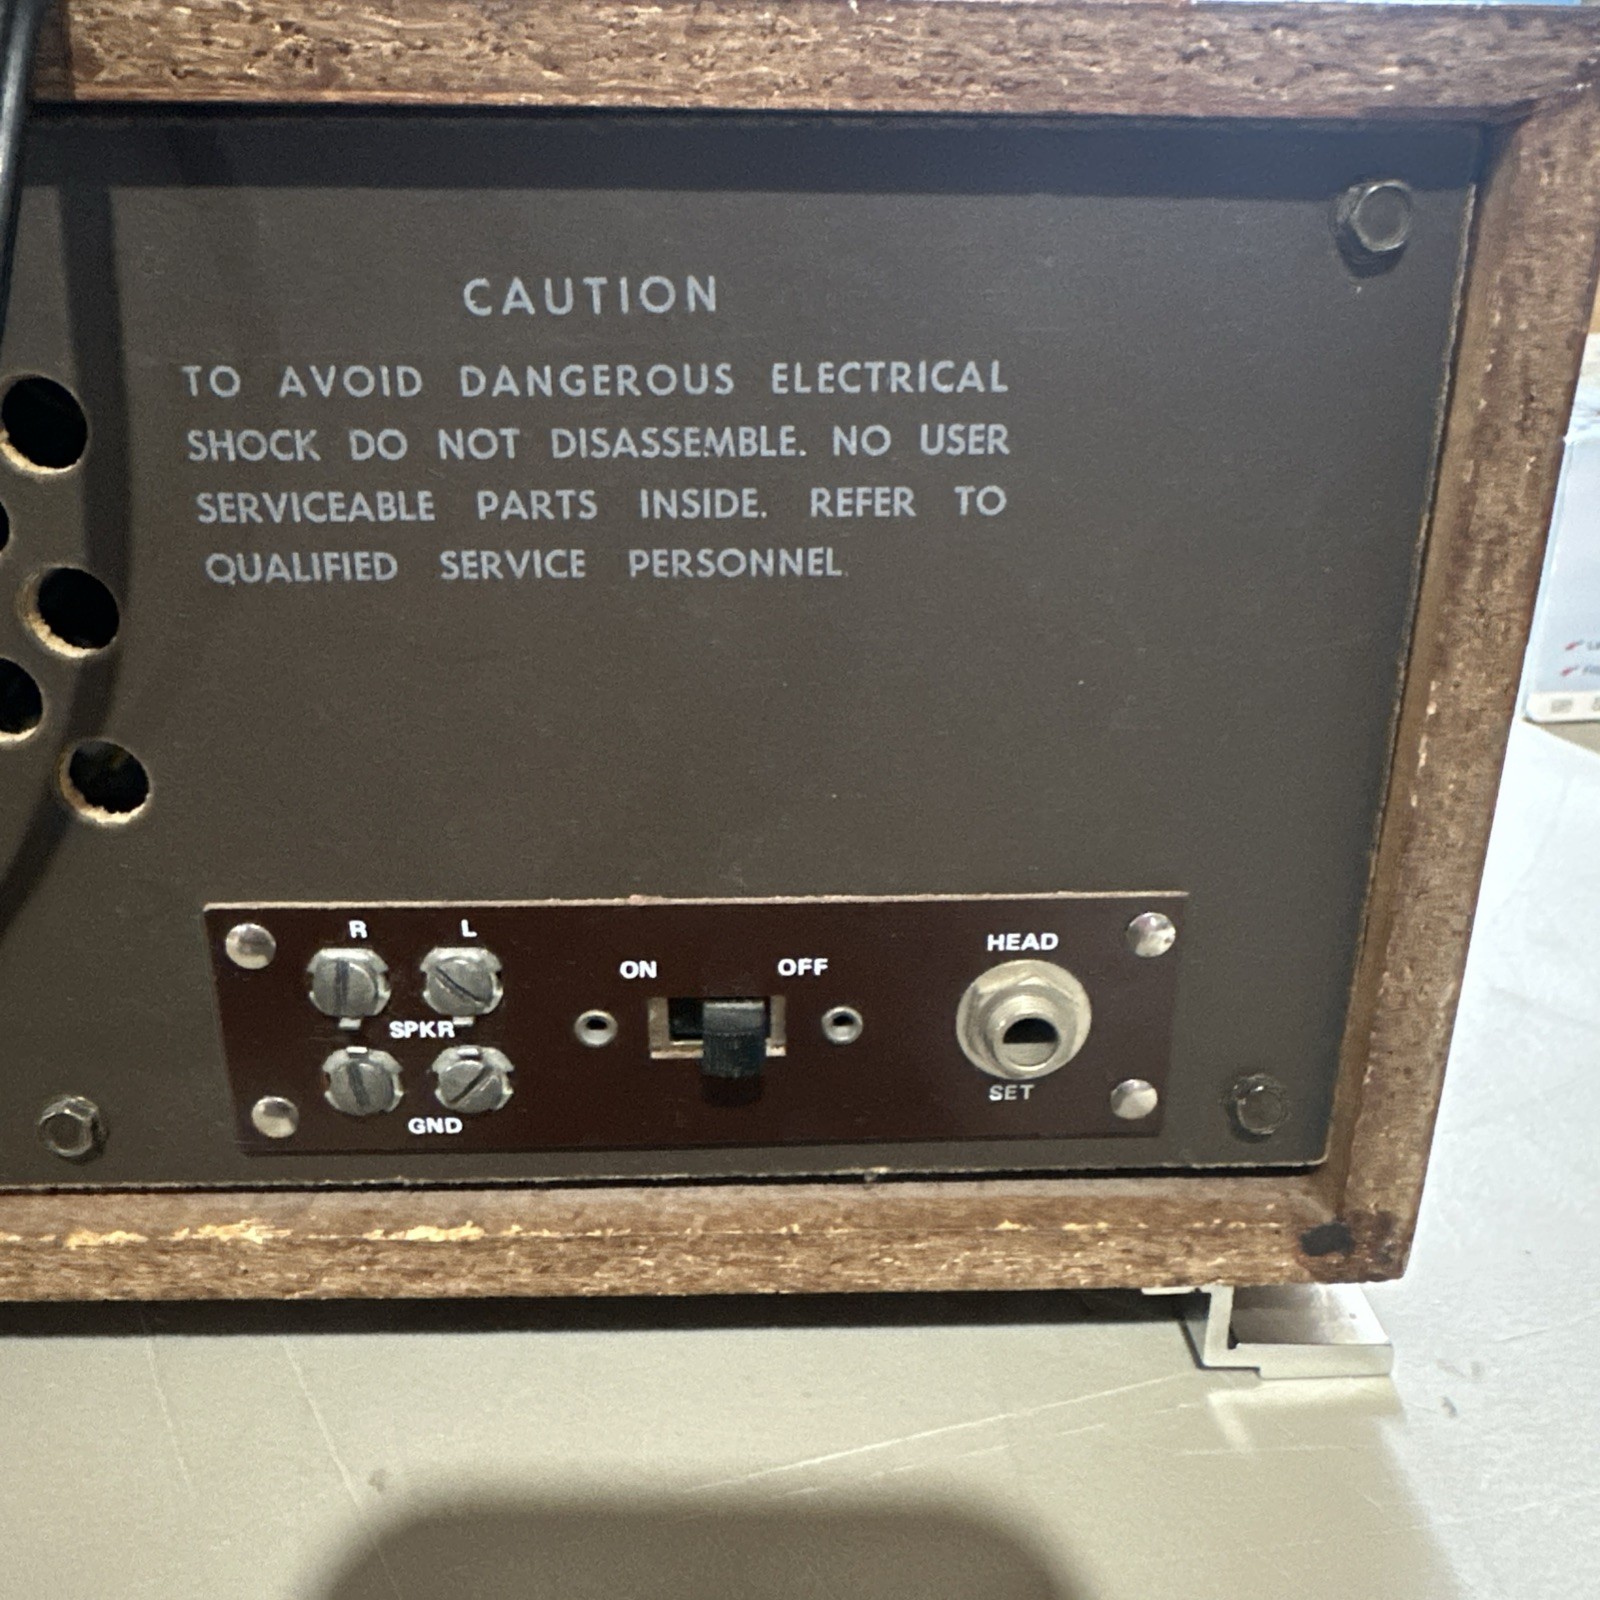 CAUTION
TO AVOID DANGEROUS ELECTRICAL
SHOCK DO NOT DISASSEMBLE. NO USER
SERVICEABLE PARTS INSIDE. REFER TO
QUALIFIED SERVICE PERSONNEL.
R L
SPKR
GND
ON OFF
HEAD
SET